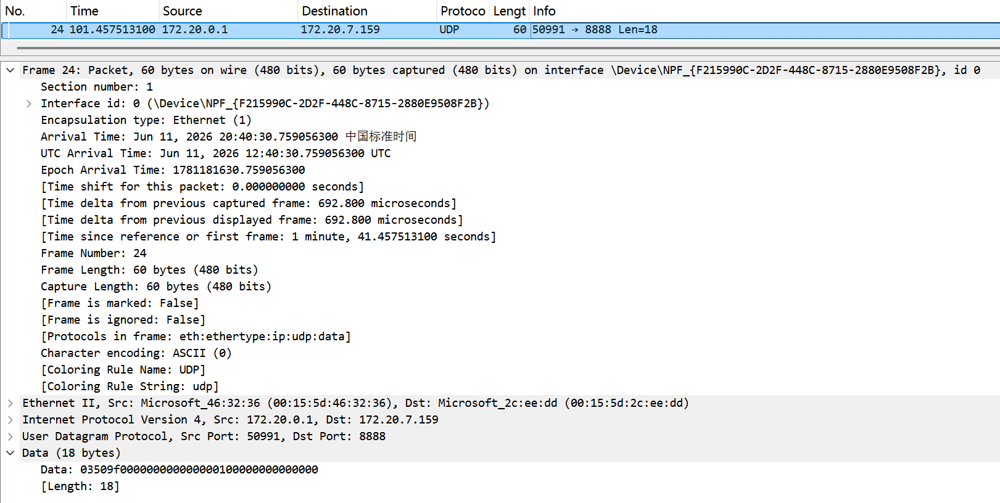 No. Time Source Destination Protoco Lengt Info
24 101.457513100 172.20.0.1 172.20.7.159 UDP 60 50991 → 8888 Len=18
Frame 24: Packet, 60 bytes on wire (480 bits), 60 bytes captured (480 bits) on interface \Device\NPF_{F215990C-2D2F-448C-8715-2880E9508F2B}, id 0
Section number: 1
Interface id: 0 (\Device\NPF_{F215990C-2D2F-448C-8715-2880E9508F2B})
Encapsulation type: Ethernet (1)
Arrival Time: Jun 11, 2026 20:40:30.759056300 中国标准时间
UTC Arrival Time: Jun 11, 2026 12:40:30.759056300 UTC
Epoch Arrival Time: 1781181630.759056300
[Time shift for this packet: 0.000000000 seconds]
[Time delta from previous captured frame: 692.800 microseconds]
[Time delta from previous displayed frame: 692.800 microseconds]
[Time since reference or first frame: 1 minute, 41.457513100 seconds]
Frame Number: 24
Frame Length: 60 bytes (480 bits)
Capture Length: 60 bytes (480 bits)
[Frame is marked: False]
[Frame is ignored: False]
[Protocols in frame: eth:ethertype:ip:udp:data]
Character encoding: ASCII (0)
[Coloring Rule Name: UDP]
[Coloring Rule String: udp]
Ethernet II, Src: Microsoft_46:32:36 (00:15:5d:46:32:36), Dst: Microsoft_2c:ee:dd (00:15:5d:2c:ee:dd)
Internet Protocol Version 4, Src: 172.20.0.1, Dst: 172.20.7.159
User Datagram Protocol, Src Port: 50991, Dst Port: 8888
Data (18 bytes)
Data: 03509f000000000000000100000000000000
[Length: 18]